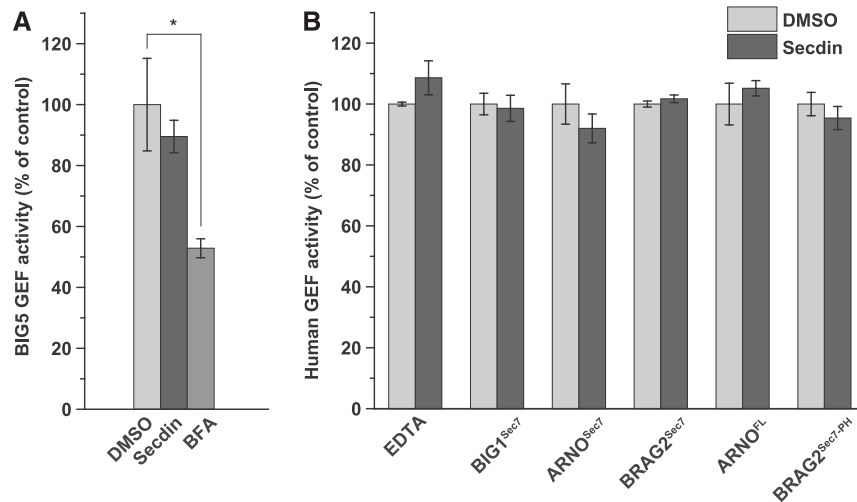 A
BIG5 GEF activity (% of control)
120
100
80
60
40
20
0
*
DMSO
Secdin
BFA
B
DMSO
Secdin
Human GEF activity (% of control)
120
100
80
60
40
20
0
EDTA
BIG1Sec7
ARNOSec7
BRAG2Sec7
ARNOFL
BRAG2Sec7-PH